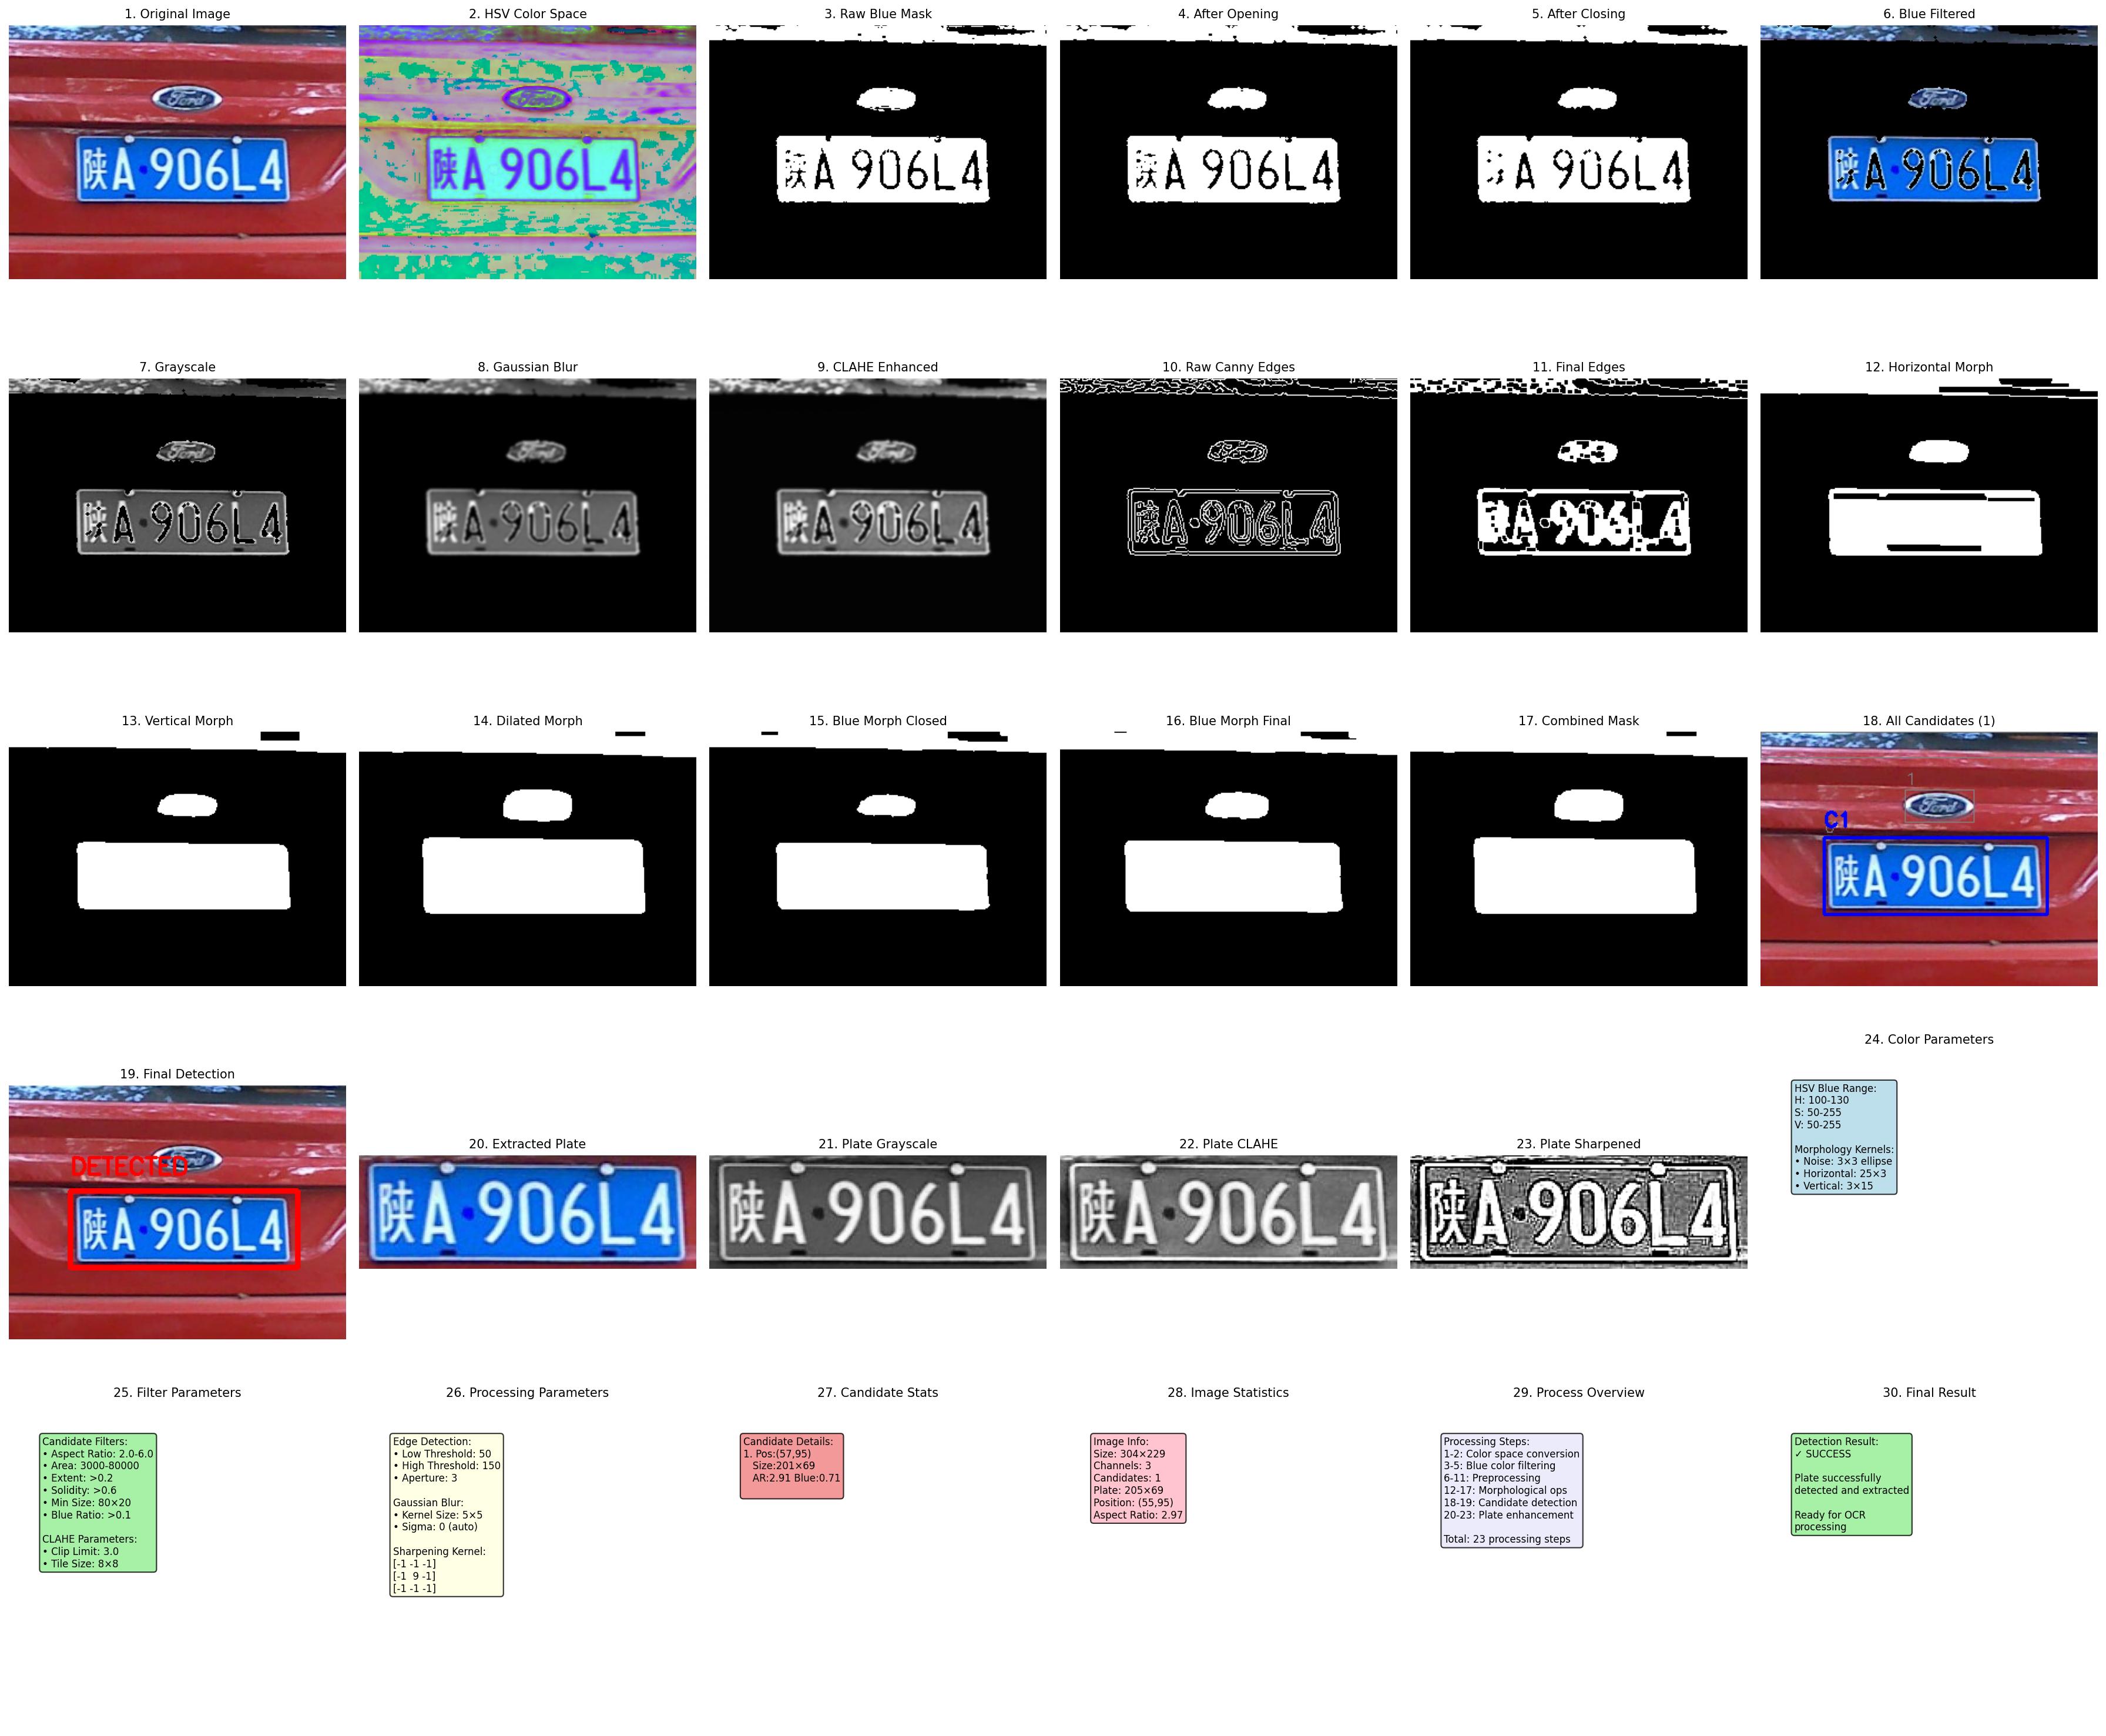 1. Original Image
2. HSV Color Space
3. Raw Blue Mask
4. After Opening
5. After Closing
6. Blue Filtered
Ford
陕A·906L4
Ford
陕A 906L4
A 906L4
A 906L4
A 906L4
Ford
陕A·906L4
7. Grayscale
8. Gaussian Blur
9. CLAHE Enhanced
10. Raw Canny Edges
11. Final Edges
12. Horizontal Morph
Ford
陕A·906L4
Ford
陕A·906L4
Ford
陕A·906L4
陕A·906L4
A·906L4
13. Vertical Morph
14. Dilated Morph
15. Blue Morph Closed
16. Blue Morph Final
17. Combined Mask
18. All Candidates (1)
1
Ford
C1
陕A·906L4
19. Final Detection
20. Extracted Plate
21. Plate Grayscale
22. Plate CLAHE
23. Plate Sharpened
24. Color Parameters
Ford
DETECTED
陕A·906L4
陕A·906L4
陕A·906L4
陕A·906L4
陕A·906L4
HSV Blue Range:
H: 100-130
S: 50-255
V: 50-255
Morphology Kernels:
• Noise: 3×3 ellipse
• Horizontal: 25×3
• Vertical: 3×15
25. Filter Parameters
Candidate Filters:
• Aspect Ratio: 2.0-6.0
• Area: 3000-80000
• Extent: >0.2
• Solidity: >0.6
• Min Size: 80×20
• Blue Ratio: >0.1
CLAHE Parameters:
• Clip Limit: 3.0
• Tile Size: 8×8
26. Processing Parameters
Edge Detection:
• Low Threshold: 50
• High Threshold: 150
• Aperture: 3
Gaussian Blur:
• Kernel Size: 5×5
• Sigma: 0 (auto)
Sharpening Kernel:
[-1 -1 -1]
[-1 9 -1]
[-1 -1 -1]
27. Candidate Stats
Candidate Details:
1. Pos:(57,95)
Size:201×69
AR:2.91 Blue:0.71
28. Image Statistics
Image Info:
Size: 304×229
Channels: 3
Candidates: 1
Plate: 205×69
Position: (55,95)
Aspect Ratio: 2.97
29. Process Overview
Processing Steps:
1-2: Color space conversion
3-5: Blue color filtering
6-11: Preprocessing
12-17: Morphological ops
18-19: Candidate detection
20-23: Plate enhancement
Total: 23 processing steps
30. Final Result
Detection Result:
✓ SUCCESS
Plate successfully
detected and extracted
Ready for OCR
processing